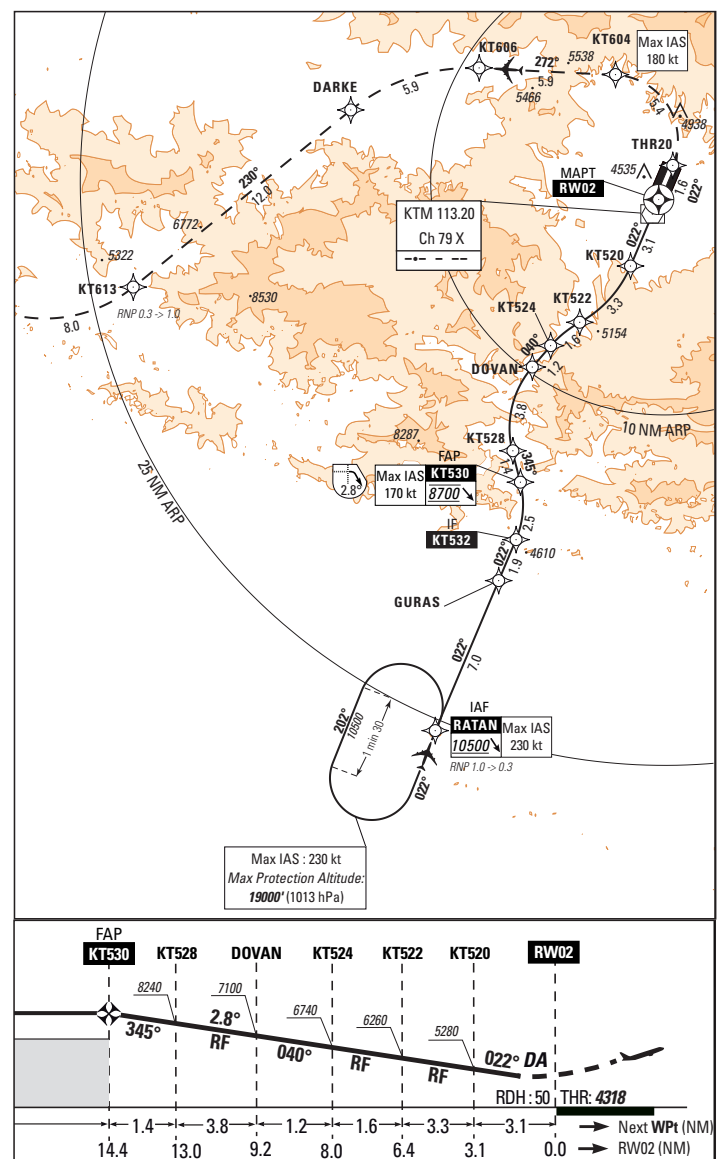 KT606
KT604
Max IAS
180 kt
272°
5538
5.9
5466
DARKE
5.9
5.4
4938
THR20
4535
MAPT
RW02
1.6
022°
230°
12.0
KTM 113.20
Ch 79 X
022°
3.1
6772
5322
KT520
KT613
8530
KT522
KT524
3.3
RNP 0.3 -> 1.0
8.0
5154
040°
1.6
DOVAN
1.2
3.8
10 NM ARP
8287
KT528
345°
FAP
1.4
25 NM ARP
2.8°
Max IAS
170 kt
KT530
8700
2.5
IF
KT532
022°
4610
1.9
GURAS
022°
7.0
IAF
RATAN
10500
Max IAS
230 kt
RNP 1.0 -> 0.3
202°
10500
1 min 30
022°
Max IAS : 230 kt
Max Protection Altitude:
19000' (1013 hPa)
FAP
KT530 KT528 DOVAN KT524 KT522 KT520 RW02
8240 7100 6740 6260 5280
345° 2.8° RF 040° RF RF 022° DA
RDH : 50 THR: 4318
1.4 3.8 1.2 1.6 3.3 3.1 Next WPt (NM)
14.4 13.0 9.2 8.0 6.4 3.1 0.0 RW02 (NM)